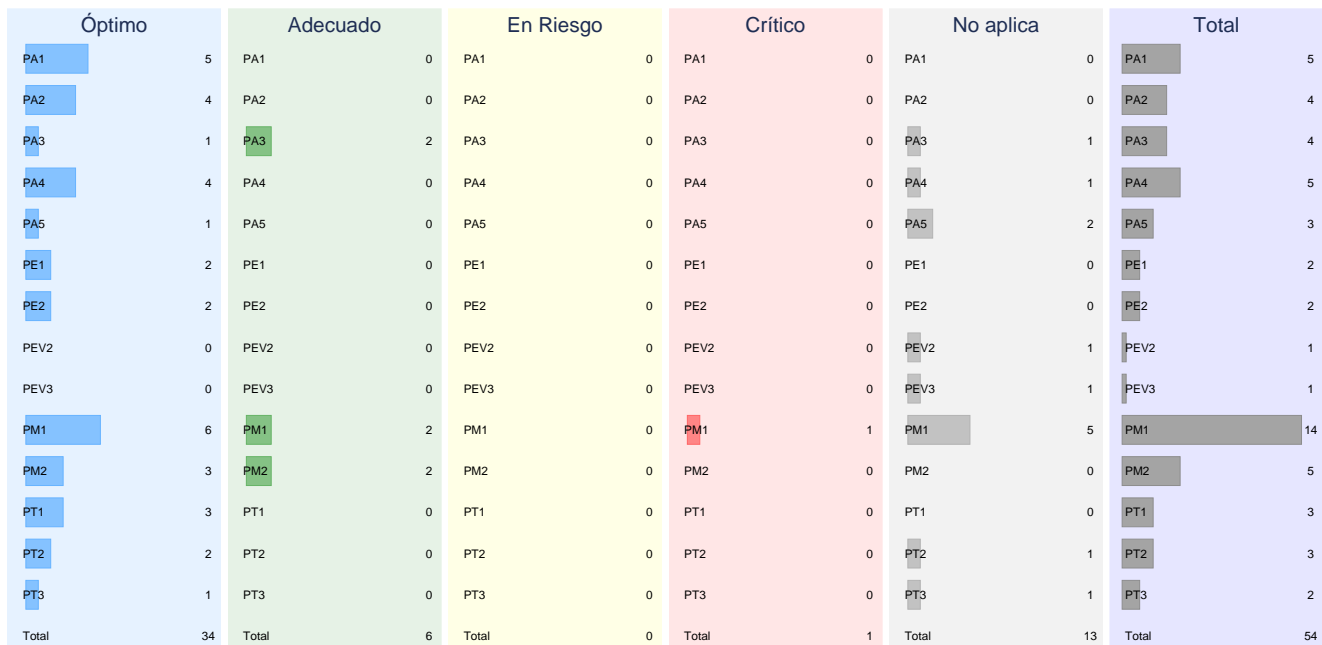 Óptimo Adecuado En Riesgo Crítico No aplica Total
PA1 5 PA1 0 PA1 0 PA1 0 PA1 0 PA1 5
PA2 4 PA2 0 PA2 0 PA2 0 PA2 0 PA2 4
PA3 1 PA3 2 PA3 0 PA3 0 PA3 1 PA3 4
PA4 4 PA4 0 PA4 0 PA4 0 PA4 1 PA4 5
PA5 1 PA5 0 PA5 0 PA5 0 PA5 2 PA5 3
PE1 2 PE1 0 PE1 0 PE1 0 PE1 0 PE1 2
PE2 2 PE2 0 PE2 0 PE2 0 PE2 0 PE2 2
PEV2 0 PEV2 0 PEV2 0 PEV2 0 PEV2 1 PEV2 1
PEV3 0 PEV3 0 PEV3 0 PEV3 0 PEV3 1 PEV3 1
PM1 6 PM1 2 PM1 0 PM1 1 PM1 5 PM1 14
PM2 3 PM2 2 PM2 0 PM2 0 PM2 0 PM2 5
PT1 3 PT1 0 PT1 0 PT1 0 PT1 0 PT1 3
PT2 2 PT2 0 PT2 0 PT2 0 PT2 1 PT2 3
PT3 1 PT3 0 PT3 0 PT3 0 PT3 1 PT3 2
Total 34 Total 6 Total 0 Total 1 Total 13 Total 54